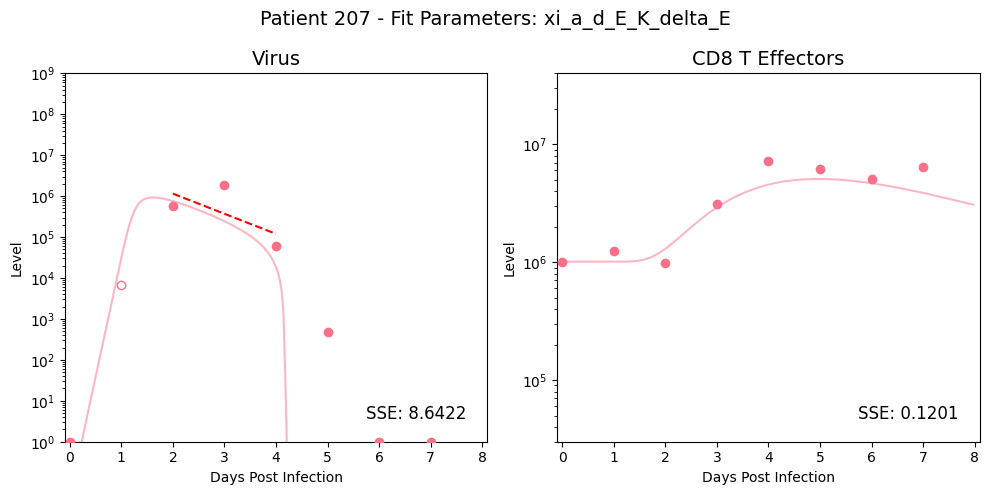 Patient 207 - Fit Parameters: xi_a_d_E_K_delta_E
Virus
Level
10^9
10^8
10^7
10^6
10^5
10^4
10^3
10^2
10^1
10^0
SSE: 8.6422
0 1 2 3 4 5 6 7 8
Days Post Infection
CD8 T Effectors
Level
10^7
10^6
10^5
SSE: 0.1201
0 1 2 3 4 5 6 7 8
Days Post Infection